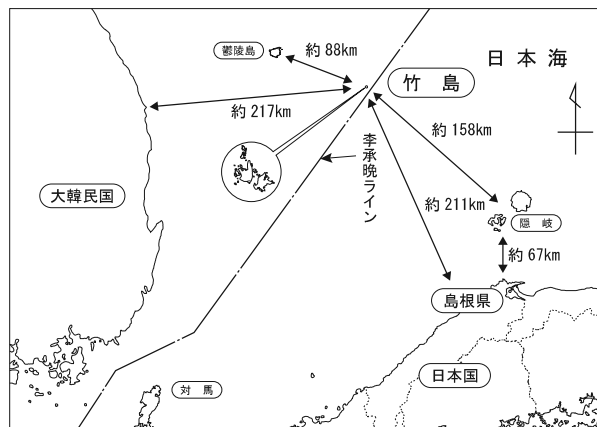 鬱陵島
約 88km
日 本 海
竹 島
約 217km
約 158km
李承晩ライン
大韓民国
約 211km
隠 岐
約 67km
島根県
対 馬
日本国